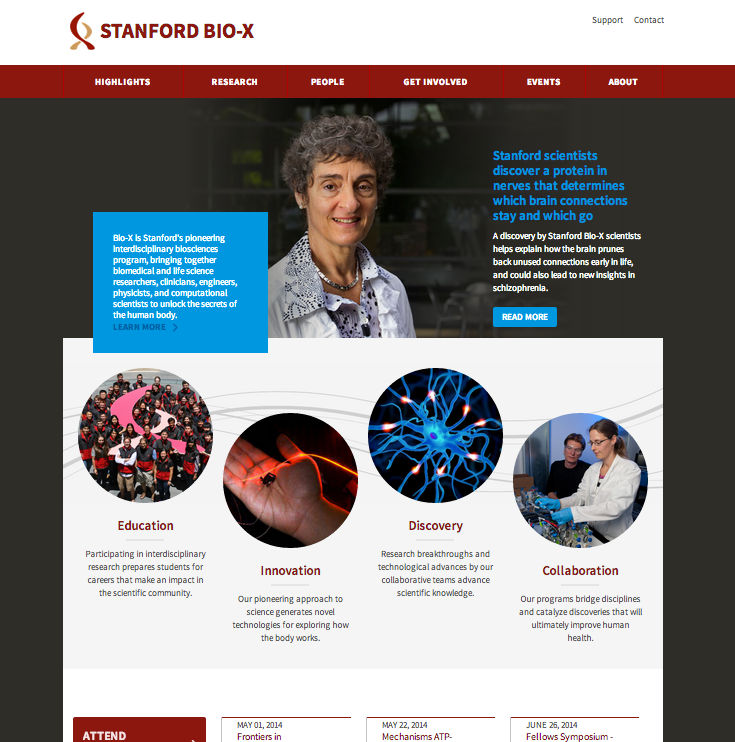 STANFORD BIO-X
Support Contact
HIGHLIGHTS RESEARCH PEOPLE GET INVOLVED EVENTS ABOUT
Stanford scientists
discover a protein in
nerves that determines
which brain connections
stay and which go
A discovery by Stanford Bio-X scientists
helps explain how the brain prunes
back unused connections early in life,
and could also lead to new insights in
schizophrenia.
READ MORE
Bio-X is Stanford's pioneering
interdisciplinary biosciences
program, bringing together
biomedical and life science
researchers, clinicians, engineers,
physicists, and computational
scientists to unlock the secrets of
the human body.
LEARN MORE
Education
Participating in interdisciplinary
research prepares students for
careers that make an impact in
the scientific community.
Innovation
Our pioneering approach to
science generates novel
technologies for exploring how
the body works.
Discovery
Research breakthroughs and
technological advances by our
collaborative teams advance
scientific knowledge.
Collaboration
Our programs bridge disciplines
and catalyze discoveries that will
ultimately improve human
health.
ATTEND
MAY 01, 2014
Frontiers in
MAY 22, 2014
Mechanisms ATP-
JUNE 26, 2014
Fellows Symposium -